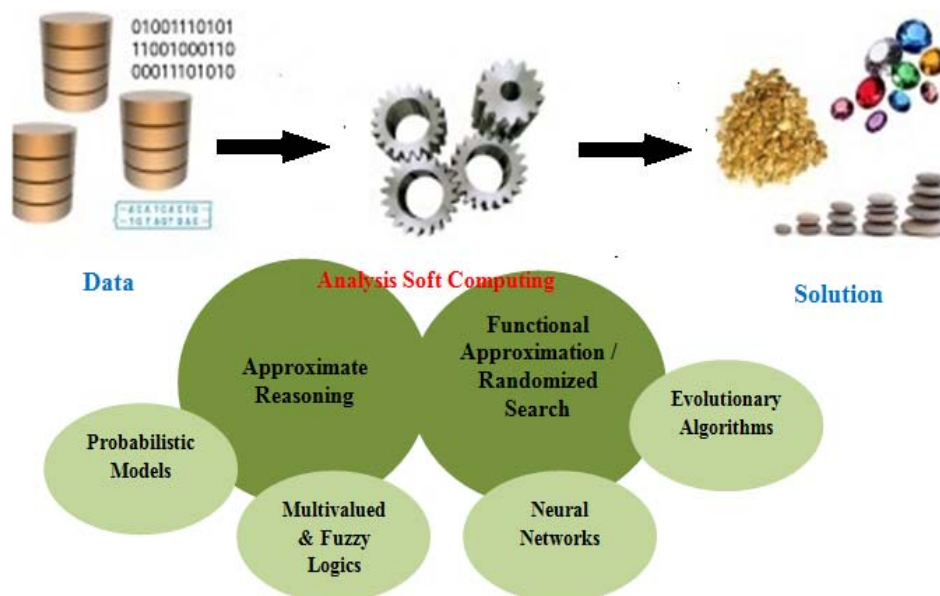 01001110101
11001000110
00011101010
-ACATCACTG-
Data
Analysis Soft Computing
Solution
Approximate
Reasoning
Functional
Approximation /
Randomized
Search
Probabilistic
Models
Multivalued
& Fuzzy
Logics
Neural
Networks
Evolutionary
Algorithms